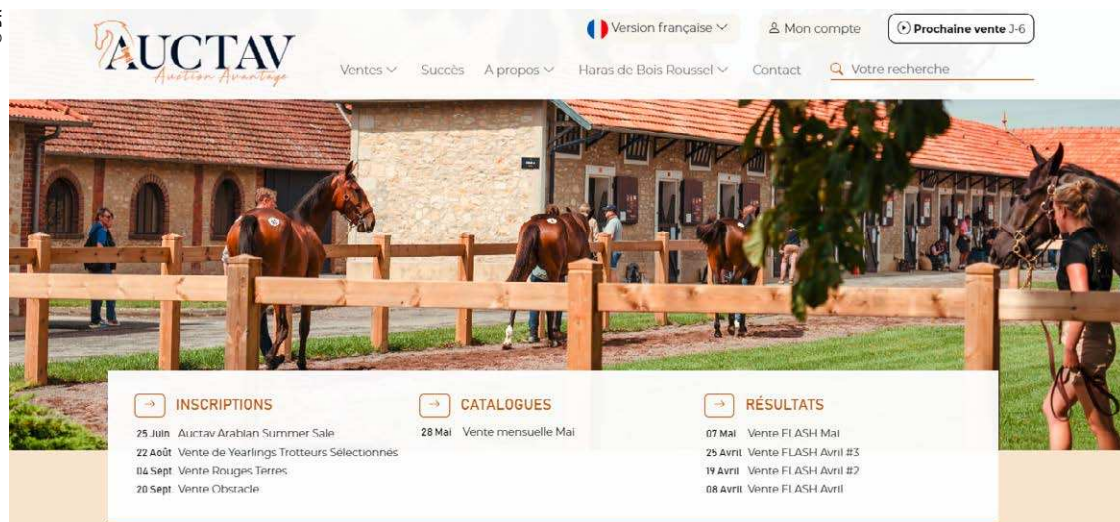 AUCTAV
Auction Avantage
Version française
Mon compte
Prochaine vente J-6
Ventes
Succès
A propos
Haras de Bois Roussel
Contact
Votre recherche
INSCRIPTIONS
25 Juin Auctav Arabian Summer Sale
22 Août Vente de Yearlings Trotteurs Sélectionnés
04 Sept Vente Rouges Terres
20 Sept Vente Obstacle
CATALOGUES
28 Mai Vente mensuelle Mai
RÉSULTATS
07 Mai Vente FLASH Mai
25 Avril Vente FLASH Avril #3
19 Avril Vente FLASH Avril #2
08 Avril Vente FLASH Avril